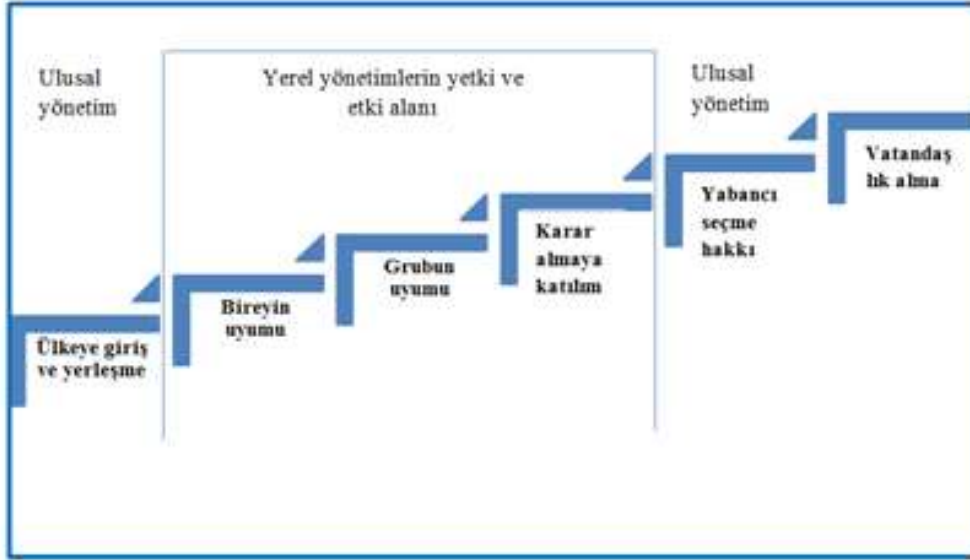 Ulusal
yönetim
Yerel yönetimlerin yetki ve
etki alanı
Ulusal
yönetim
Ülkeye giriş
ve yerleşme
Bireyin
uyumu
Grubun
uyumu
Karar
almaya
katılım
Yabancı
seçme
hakkı
Vatandaş
lık alma